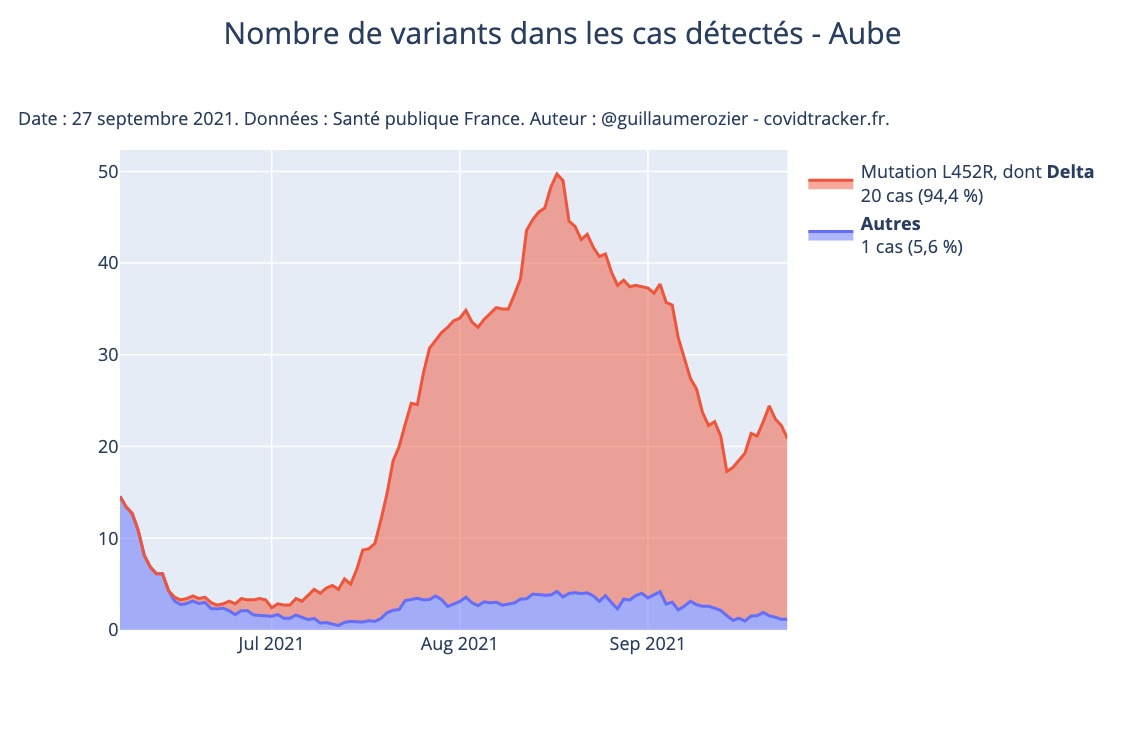 Nombre de variants dans les cas détectés - Aube
Date : 27 septembre 2021. Données : Santé publique France. Auteur : @guillaumerozier - covidtracker.fr.
Mutation L452R, dont Delta
20 cas (94,4 %)
Autres
1 cas (5,6 %)
50
40
30
20
10
0
Jul 2021
Aug 2021
Sep 2021